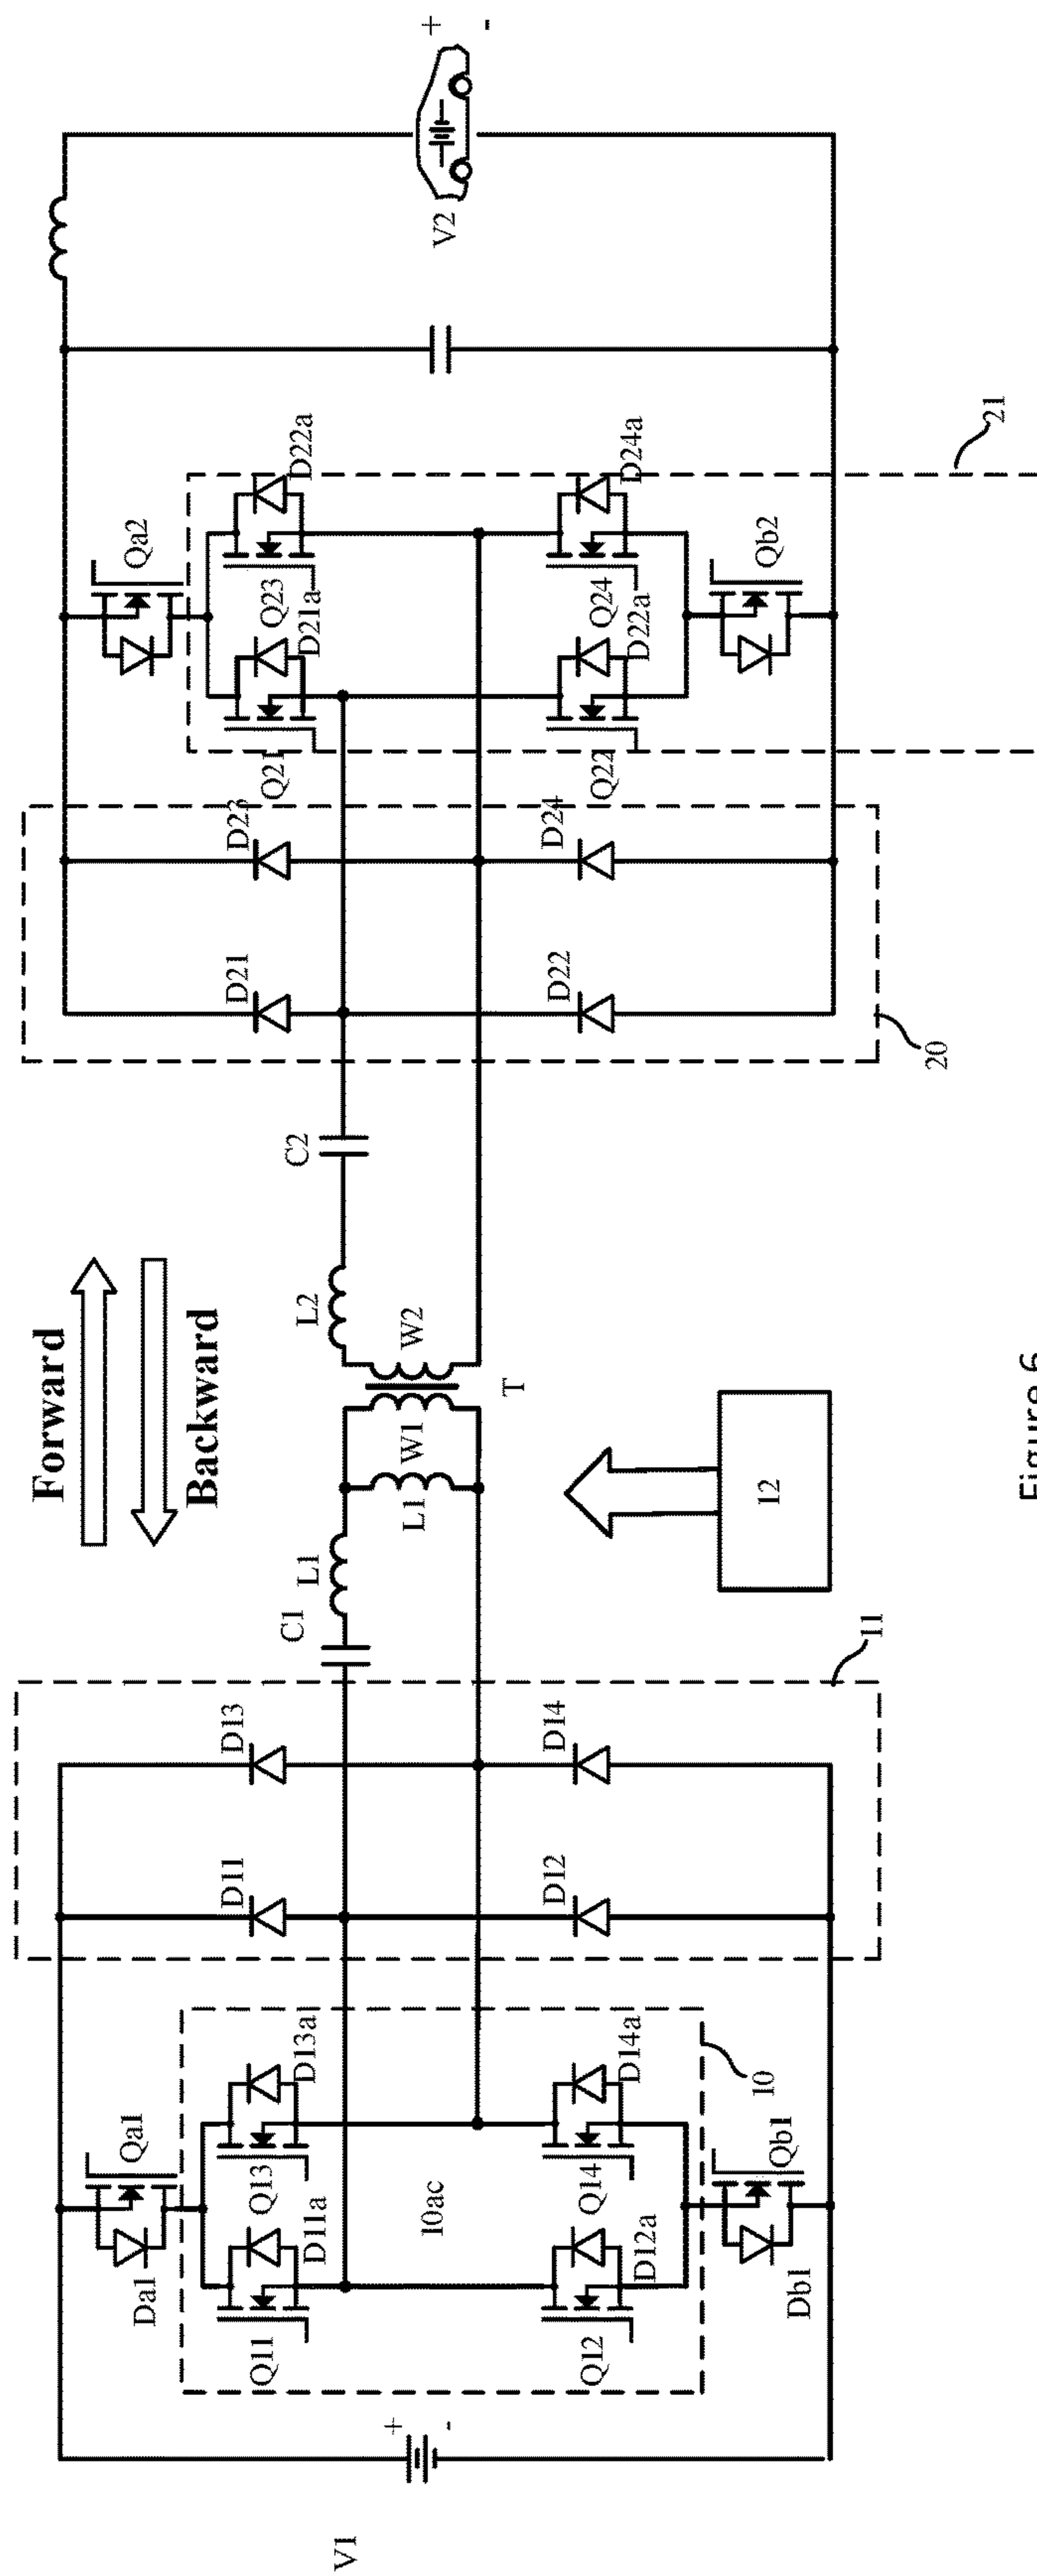 Forward
Backward
V1
+
-
Da1
Qa1
Q11
D11a
Q13
D13a
10ac
Q12
D12a
Q14
D14a
Db1
Qb1
10
D11
D13
D12
D14
11
C1
L1
L1
W1
W2
T
L2
C2
12
D21
D23
D22
D24
20
Qa2
Q21
D21a
Q23
D22a
Q22
D22a
Q24
D24a
Qb2
21
V2
+
-
Figure 6